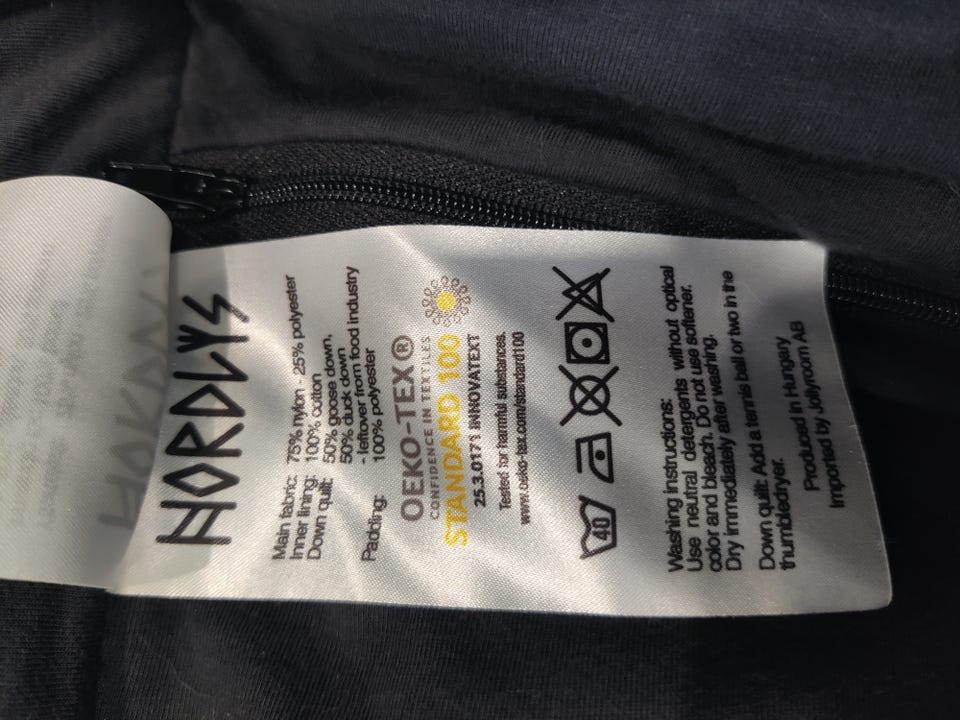 HORDLYS
Main fabric: 75% nylon - 25% polyester
Inner lining: 100% cotton
Down quilt: 50% goose down,
50% duck down
- leftover from food industry
Padding: 100% polyester
OEKO-TEX®
CONFIDENCE IN TEXTILES
STANDARD 100
25.3.0171 INNOVATEXT
Tested for harmful substances.
www.oeko-tex.com/standard100
40
Washing instructions:
Use neutral detergents without optical
color and bleach. Do not use softener.
Dry immediately after washing.
Down quilt: Add a tennis ball or two in the
thumbledryer.
Produced in Hungary
Imported by Jollyroom AB